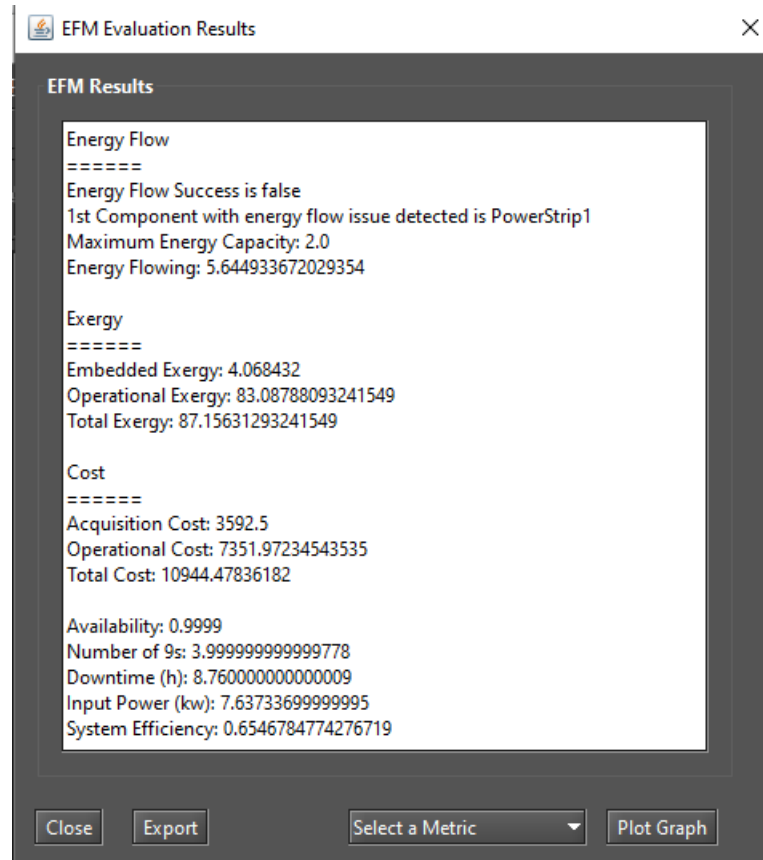 EFM Evaluation Results
EFM Results
Energy Flow
======
Energy Flow Success is false
1st Component with energy flow issue detected is PowerStrip1
Maximum Energy Capacity: 2.0
Energy Flowing: 5.644933672029354
Exergy
======
Embedded Exergy: 4.068432
Operational Exergy: 83.08788093241549
Total Exergy: 87.15631293241549
Cost
======
Acquisition Cost: 3592.5
Operational Cost: 7351.97234543535
Total Cost: 10944.47836182
Availability: 0.9999
Number of 9s: 3.999999999999778
Downtime (h): 8.760000000000009
Input Power (kw): 7.63733699999995
System Efficiency: 0.6546784774276719
Close Export Select a Metric Plot Graph